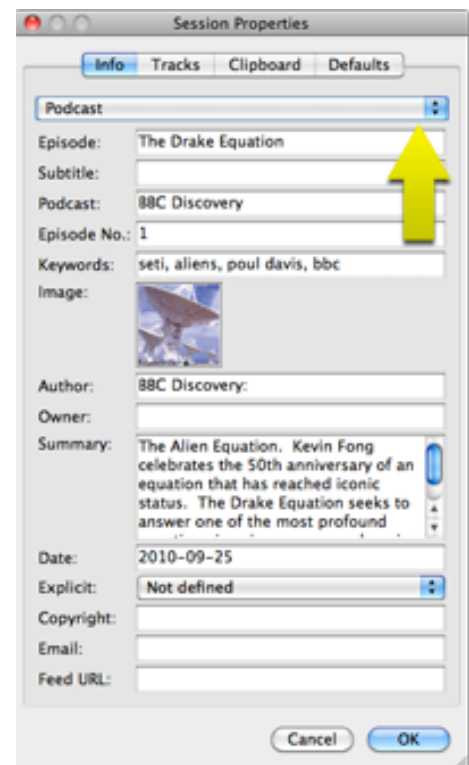 Session Properties
Info Tracks Clipboard Defaults
Podcast
Episode: The Drake Equation
Subtitle:
Podcast: BBC Discovery
Episode No.: 1
Keywords: seti, aliens, poul davis, bbc
Image:
Author: BBC Discovery:
Owner:
Summary: The Alien Equation. Kevin Fong
celebrates the 50th anniversary of an
equation that has reached iconic
status. The Drake Equation seeks to
answer one of the most profound
Date: 2010-09-25
Explicit: Not defined
Copyright:
Email:
Feed URL:
Cancel OK